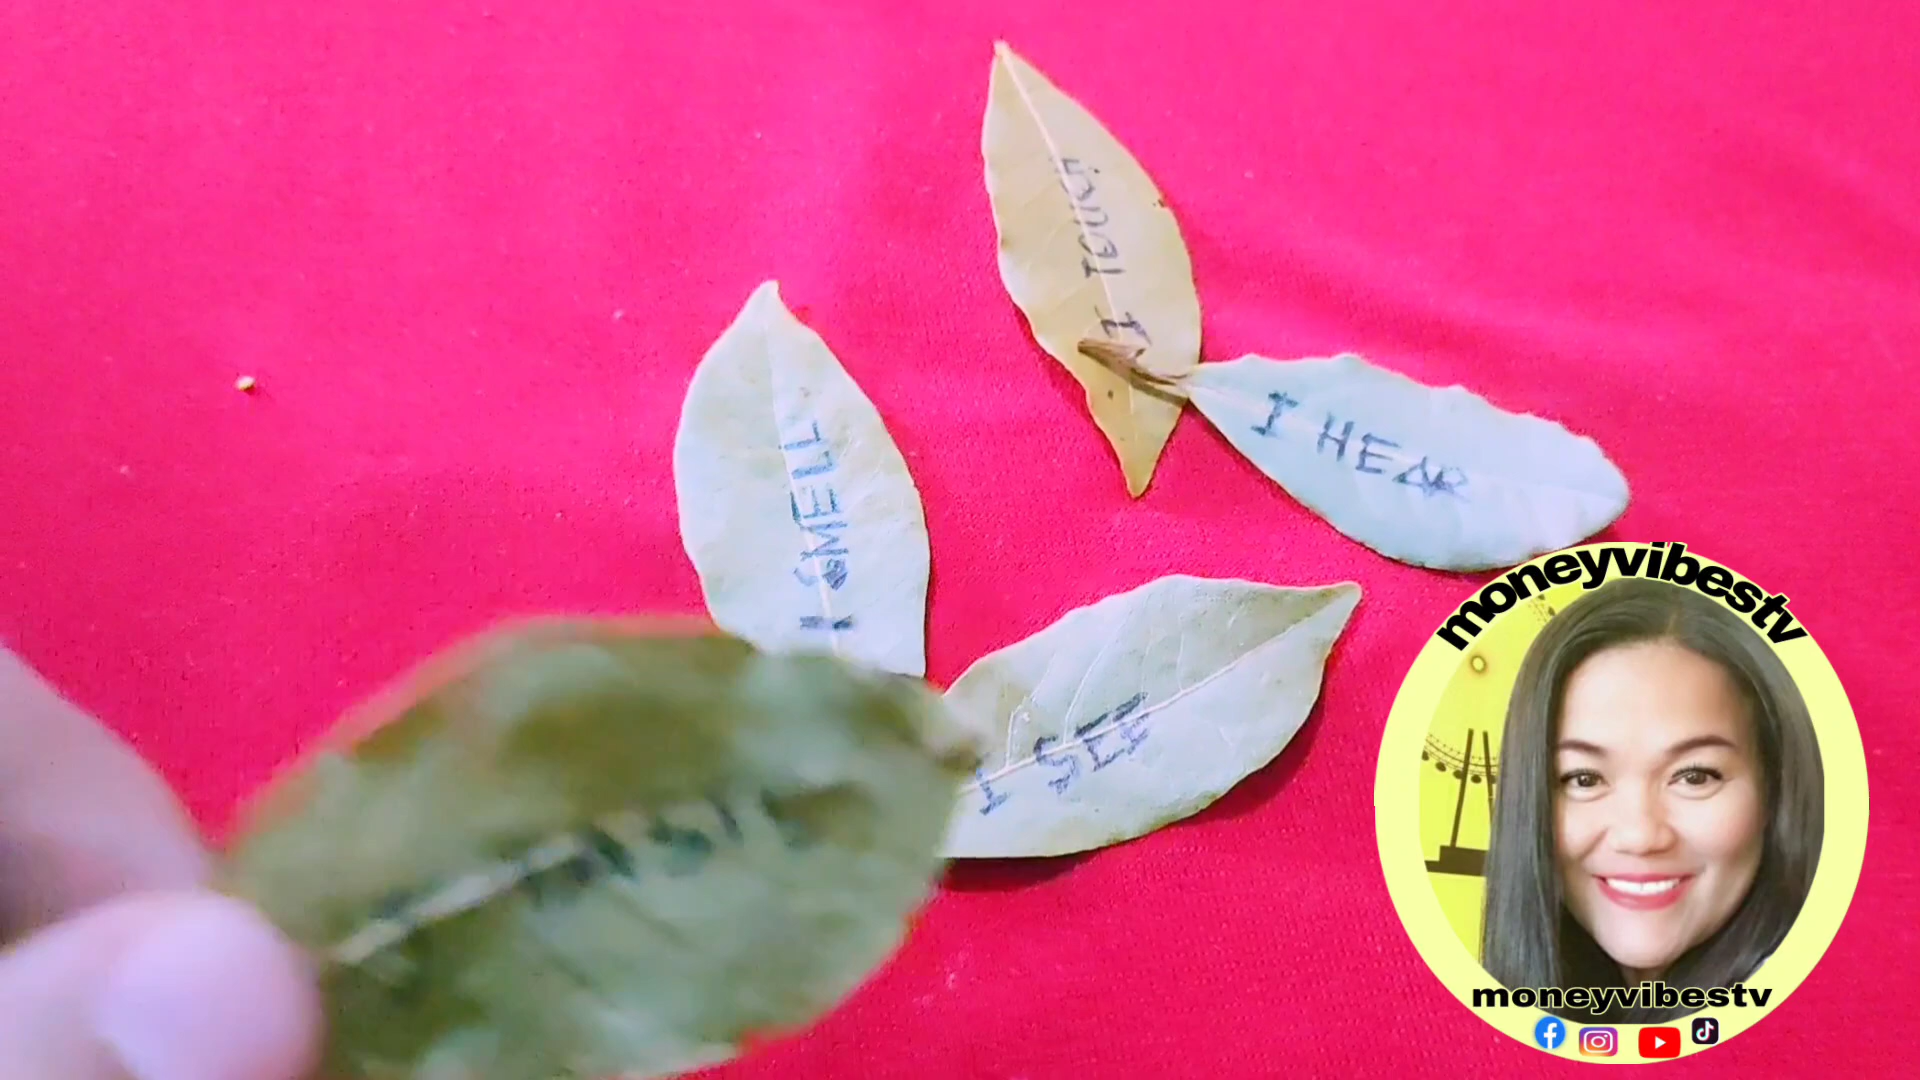 I TOUCH
I HEAR
I SMELL
I SEE
moneyvibestv
moneyvibestv